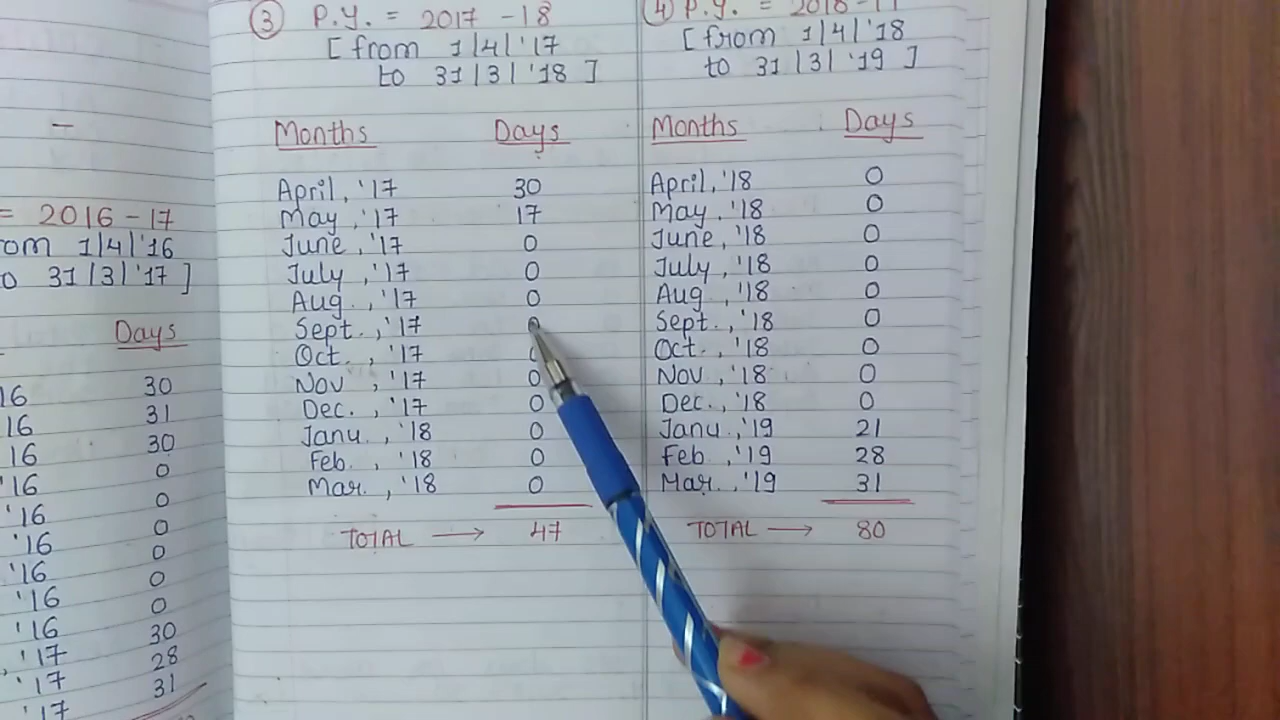 -
= 2016 - 17
rom 1/4/'16
o 31/3/'17 ]
Days
16 30
16 31
16 30
'16 0
'16 0
'16 0
'16 0
'16 0
'16 0
'16 30
, '17 28
'17 31
'17
③ P.Y. = 2017 - 18
[ from 1/4/'17
to 31/3/'18 ]
Months Days
April, '17 30
May, '17 17
June, '17 0
July, '17 0
Aug., '17 0
Sept., '17 0
Oct., '17 0
Nov, '17 0
Dec., '17 0
Janu., '18 0
Feb., '18 0
Mar., '18 0
TOTAL → 47
④ P.Y. = 2018-
[ from 1/4/'18
to 31/3/'19 ]
Months Days
April, '18 0
May, '18 0
June, '18 0
July, '18 0
Aug, '18 0
Sept., '18 0
Oct., '18 0
Nov, '18 0
Dec., '18 0
Janu., '19 21
Feb, '19 28
Mar., '19 31
TOTAL → 80